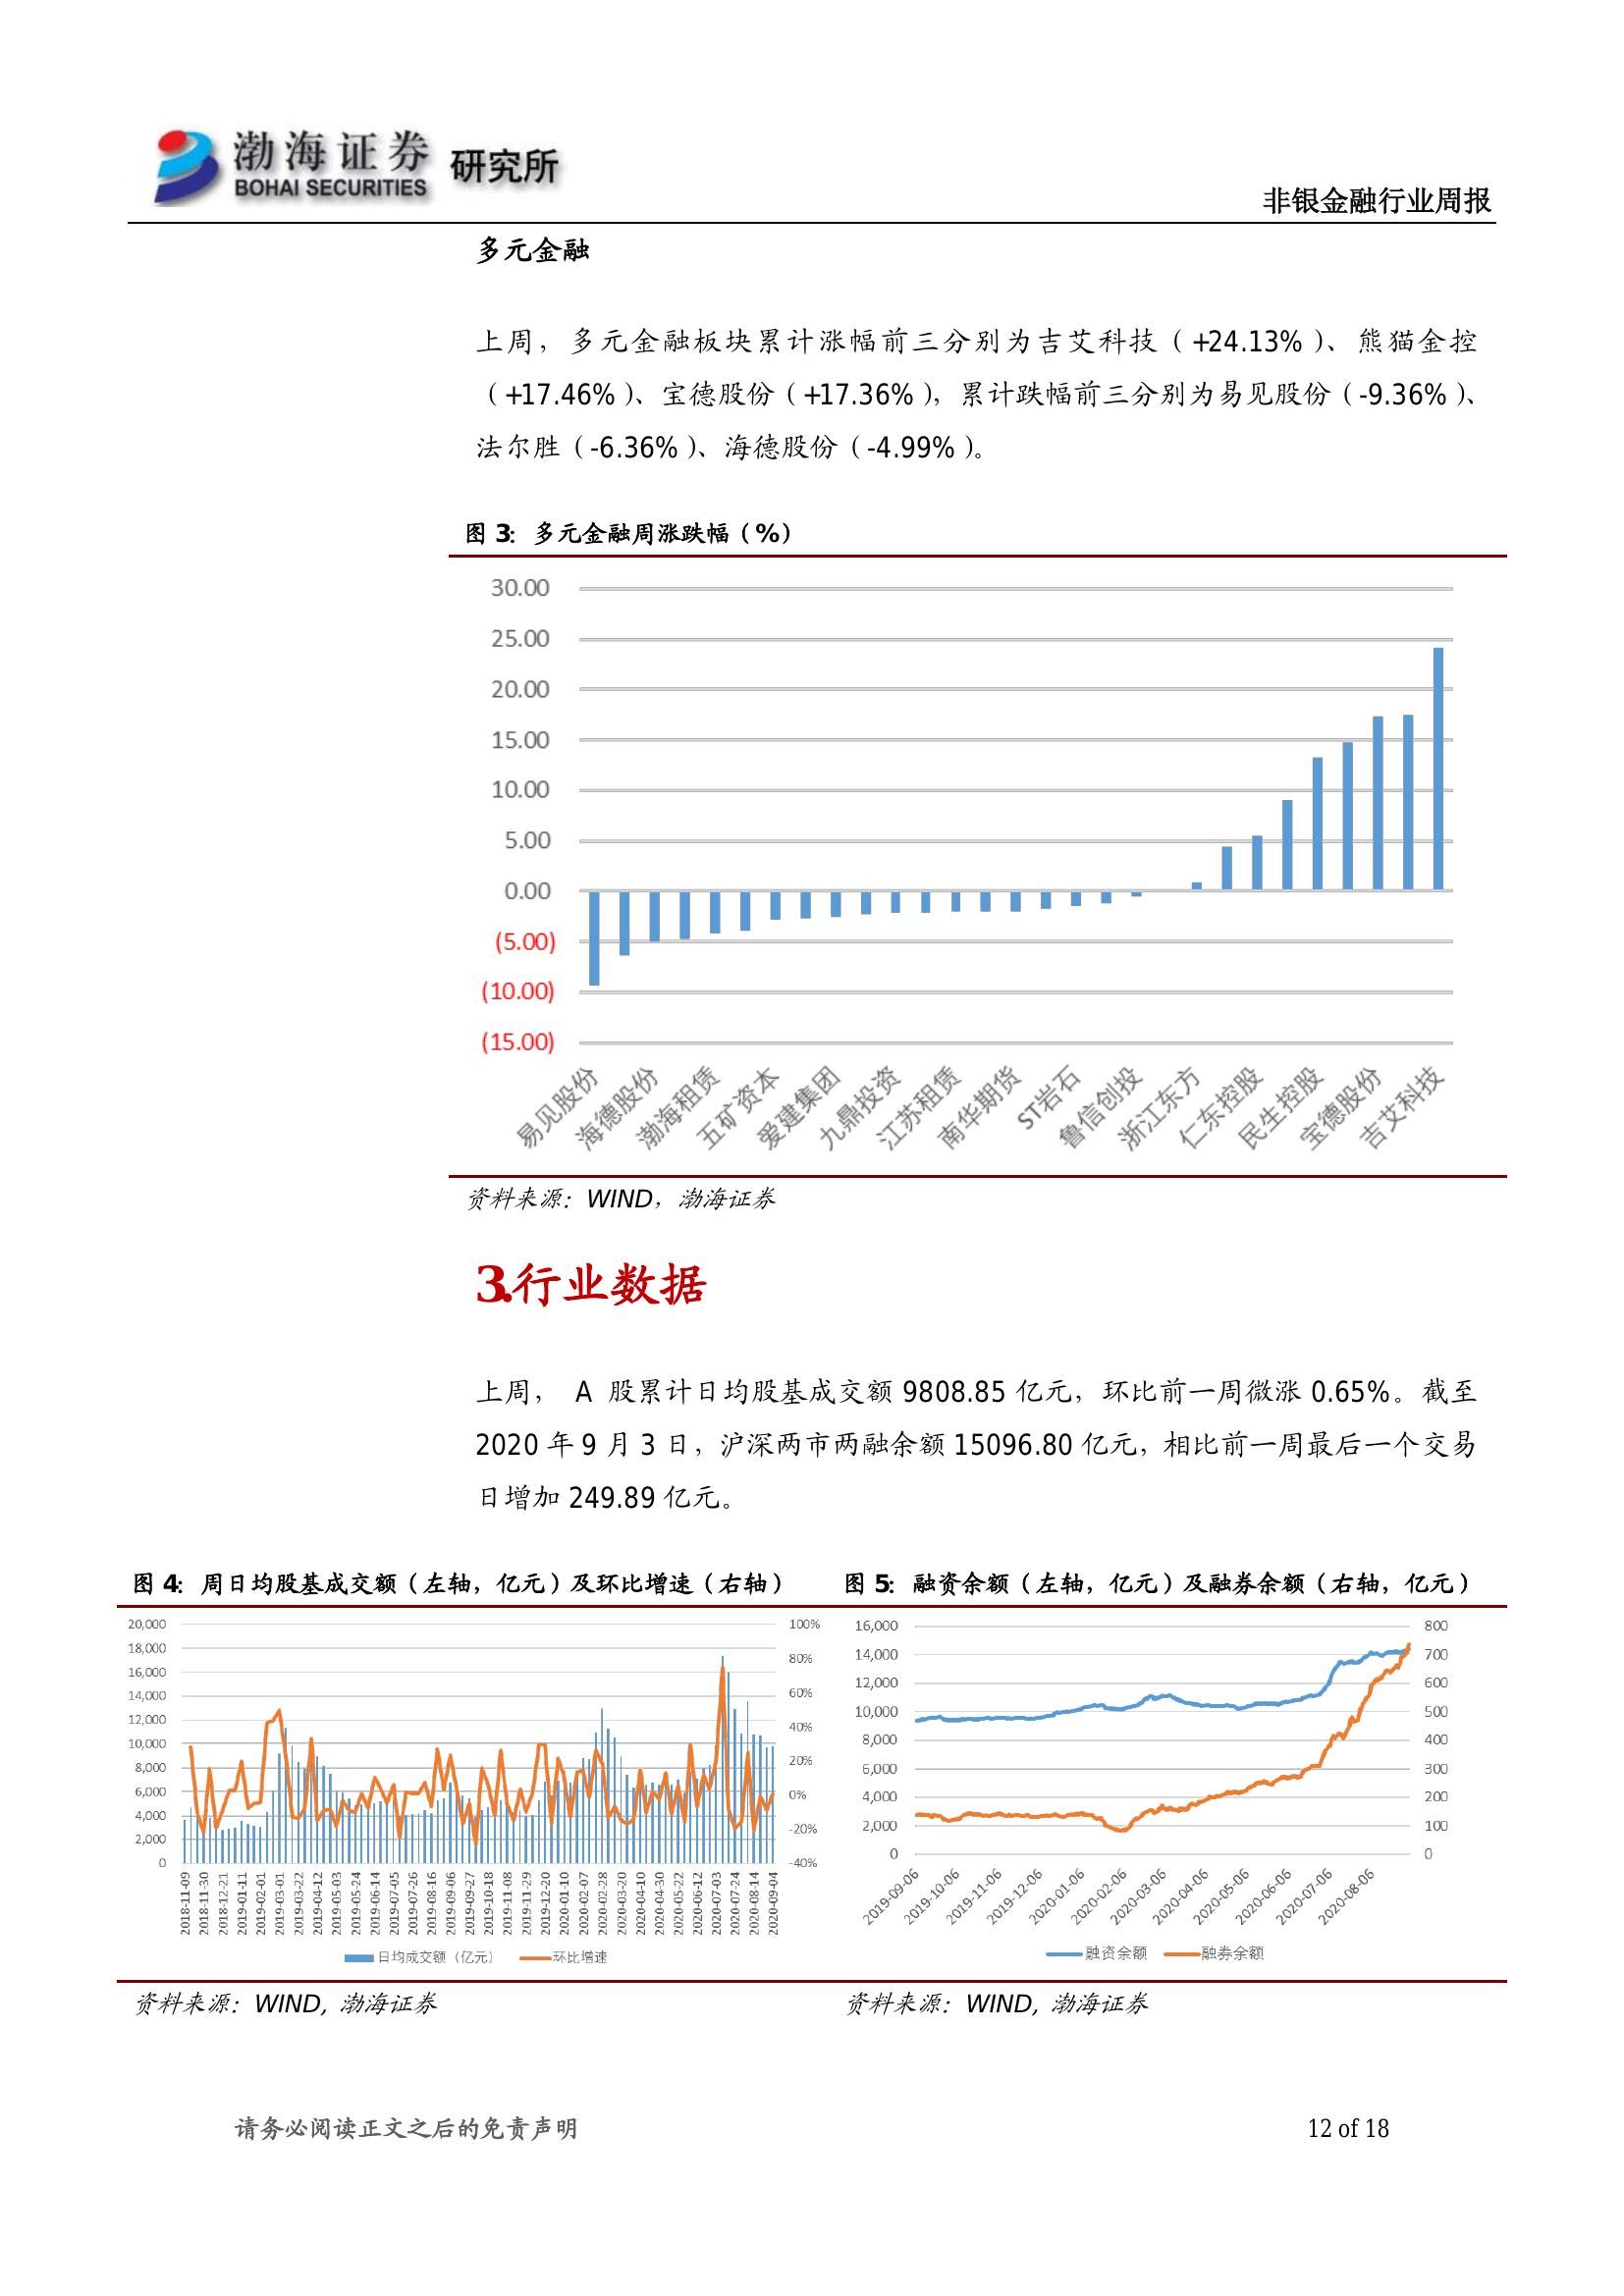 渤海证券 研究所
BOHAI SECURITIES
非银金融行业周报
多元金融
上周，多元金融板块累计涨幅前三分别为吉艾科技（+24.13%）、熊猫金控
（+17.46%）、宝德股份（+17.36%），累计跌幅前三分别为易见股份（-9.36%）、
法尔胜（-6.36%）、海德股份（-4.99%）。
图 3：多元金融周涨跌幅（%）
30.00
25.00
20.00
15.00
10.00
5.00
0.00
(5.00)
(10.00)
(15.00)
易见股份
海德股份
渤海租赁
五矿资本
爱建集团
九鼎投资
江苏租赁
南华期货
ST岩石
鲁信创投
浙江东方
仁东控股
民生控股
宝德股份
吉艾科技
资料来源：WIND，渤海证券
3.行业数据
上周， A 股累计日均股基成交额 9808.85 亿元，环比前一周微涨 0.65%。截至
2020 年 9 月 3 日，沪深两市两融余额 15096.80 亿元，相比前一周最后一个交易
日增加 249.89 亿元。
图 4：周日均股基成交额（左轴，亿元）及环比增速（右轴）
20,000
18,000
16,000
14,000
12,000
10,000
8,000
6,000
4,000
2,000
0
100%
80%
60%
40%
20%
0%
-20%
-40%
2018-11-09
2018-11-30
2018-12-21
2019-01-11
2019-02-01
2019-03-01
2019-03-22
2019-04-12
2019-05-03
2019-05-24
2019-06-14
2019-07-05
2019-07-26
2019-08-16
2019-09-06
2019-09-27
2019-10-18
2019-11-08
2019-11-29
2019-12-20
2020-01-10
2020-02-07
2020-02-28
2020-03-20
2020-04-10
2020-04-30
2020-05-22
2020-06-12
2020-07-03
2020-07-24
2020-08-14
2020-09-04
日均成交额（亿元） 环比增速
资料来源：WIND, 渤海证券
图 5：融资余额（左轴，亿元）及融券余额（右轴，亿元）
16,000
14,000
12,000
10,000
8,000
6,000
4,000
2,000
0
800
700
600
500
400
300
200
100
0
2019-09-06
2019-10-06
2019-11-06
2019-12-06
2020-01-06
2020-02-06
2020-03-06
2020-04-06
2020-05-06
2020-06-06
2020-07-06
2020-08-06
融资余额 融券余额
资料来源：WIND, 渤海证券
请务必阅读正文之后的免责声明
12 of 18